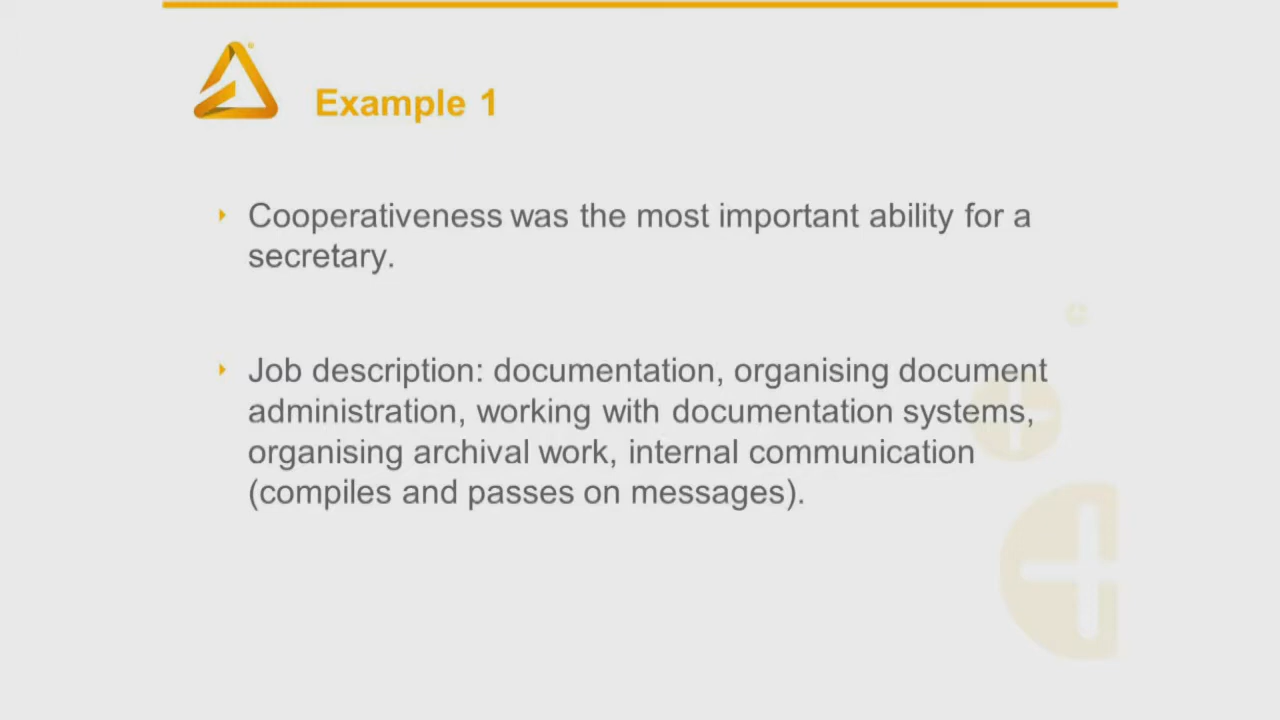 Example 1
Cooperativeness was the most important ability for a
secretary.
Job description: documentation, organising document
administration, working with documentation systems,
organising archival work, internal communication
(compiles and passes on messages).